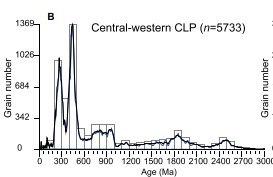 B
Central-western CLP (n=5733)
1369
1026
684
342
0
Grain number
0 300 600 900 1200 1500 1800 2100 2400 2700 3000
Age (Ma)
Grain number